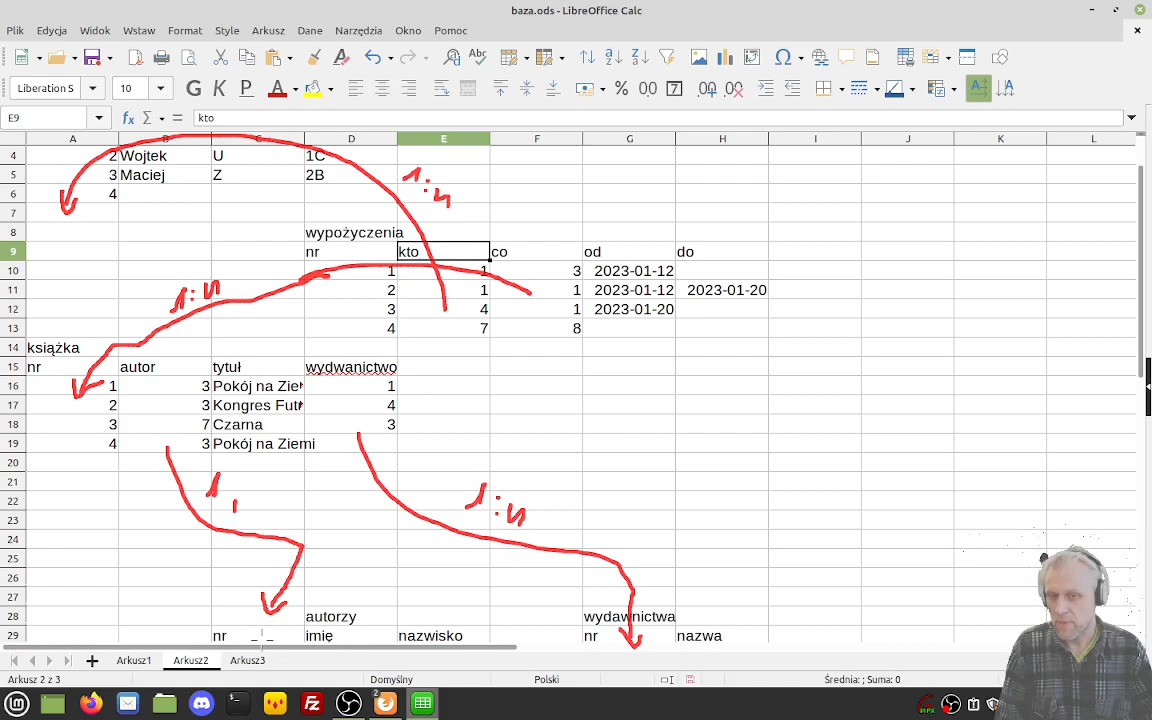 baza.ods - LibreOffice Calc
Plik Edycja Widok Wstaw Format Style Arkusz Dane Narzędzia Okno Pomoc
Liberation S 10 G K P % 0.0
E9 kto
A B C D E F G H I J K L
4 2 Wojtek U 1C
5 3 Maciej Z 2B
6 4
7
8 wypożyczenia
9 nr kto co od do
10 1 1 3 2023-01-12
11 2 1 1 2023-01-12 2023-01-20
12 3 4 1 2023-01-20
13 4 7 8
14 książka
15 nr autor tytuł wydwanictwo
16 1 3 Pokój na Zie 1
17 2 3 Kongres Futr 4
18 3 7 Czarna 3
19 4 3 Pokój na Ziemi
20
21
22
23
24
25
26
27
28 autorzy wydawnictwa
29 nr imię nazwisko nr nazwa
1:N
1:N
1
1:N
Arkusz1 Arkusz2 Arkusz3
Arkusz 2 z 3 Domyślny Polski Średnia: ; Suma: 0